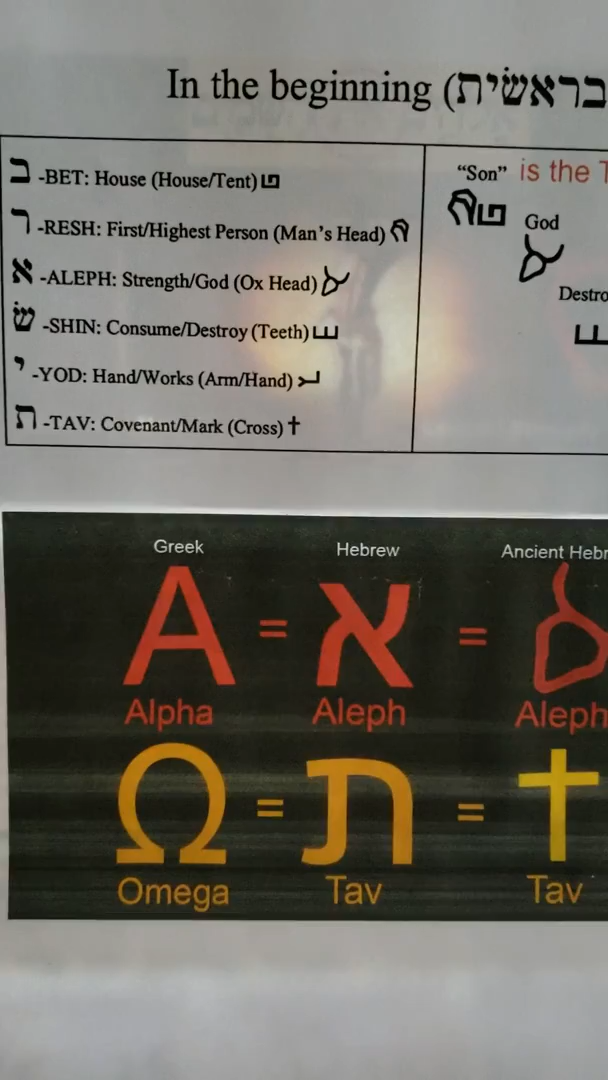 In the beginning (בראשׂית
ב -BET: House (House/Tent)
ר -RESH: First/Highest Person (Man's Head)
א -ALEPH: Strength/God (Ox Head)
שׂ -SHIN: Consume/Destroy (Teeth)
י -YOD: Hand/Works (Arm/Hand)
ת -TAV: Covenant/Mark (Cross) †
“Son” is the T
God
Destro
Greek Hebrew Ancient Hebr
A = א =
Alpha Aleph Aleph
Ω = ת = †
Omega Tav Tav